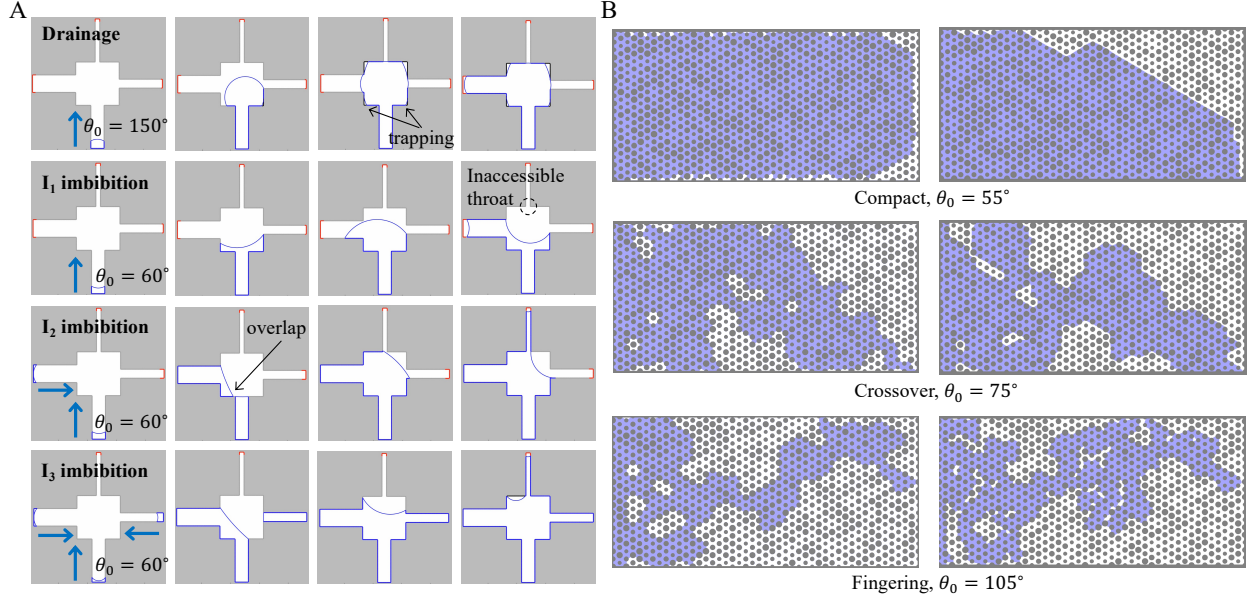 A
Drainage
θ₀ = 150°
trapping
I₁ imbibition
θ₀ = 60°
Inaccessible
throat
I₂ imbibition
θ₀ = 60°
overlap
I₃ imbibition
θ₀ = 60°
B
Compact, θ₀ = 55°
Crossover, θ₀ = 75°
Fingering, θ₀ = 105°